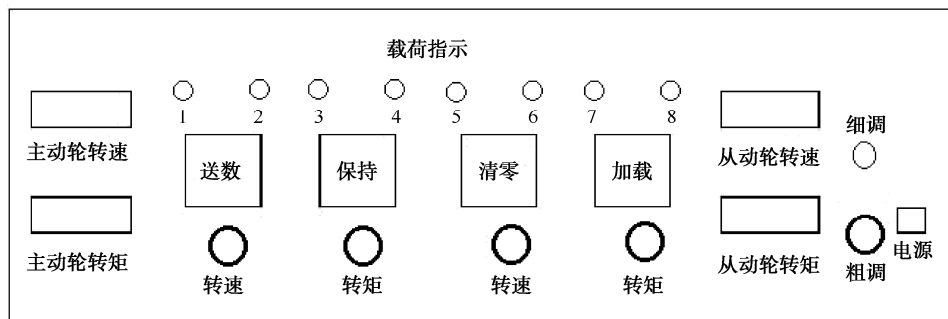 载荷指示
1 2 3 4 5 6 7 8
主动轮转速 送数 保持 清零 加载 从动轮转速 细调
主动轮转矩 转速 转矩 转速 转矩 从动轮转矩 粗调 电源